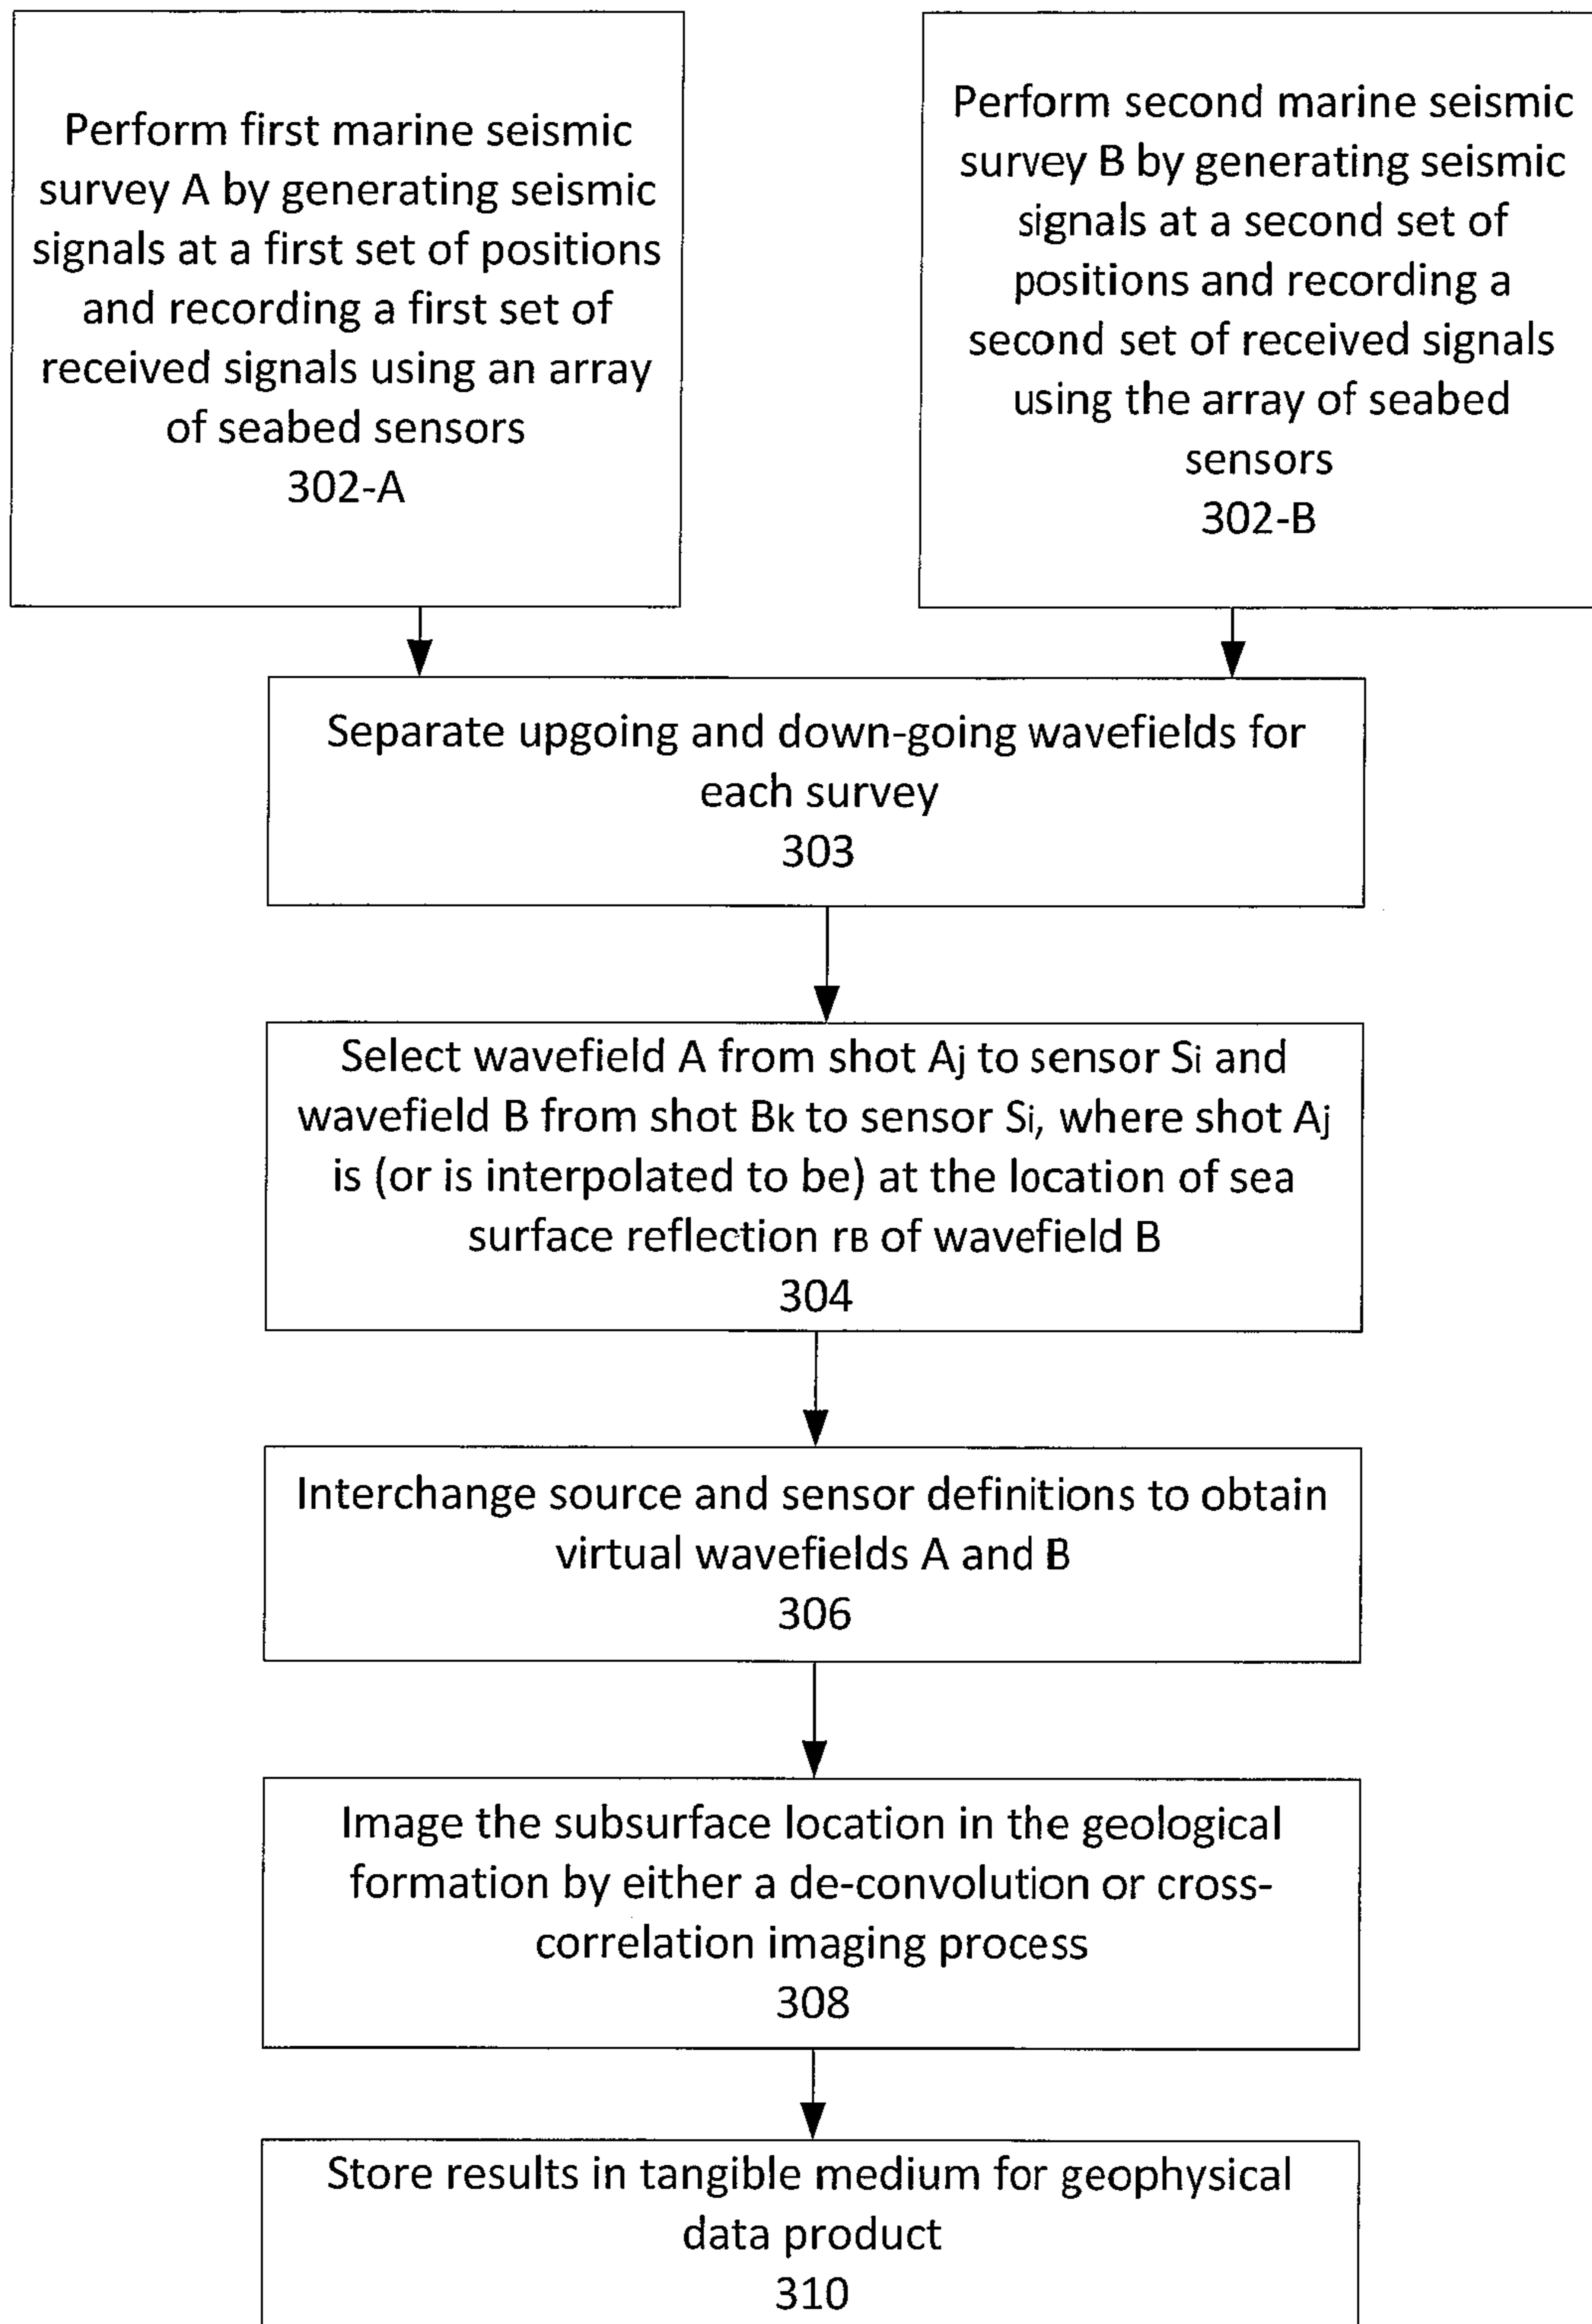 Perform first marine seismic
survey A by generating seismic
signals at a first set of positions
and recording a first set of
received signals using an array
of seabed sensors
302-A
Perform second marine seismic
survey B by generating seismic
signals at a second set of
positions and recording a
second set of received signals
using the array of seabed
sensors
302-B
Separate upgoing and down-going wavefields for
each survey
303
Select wavefield A from shot Aj to sensor Si and
wavefield B from shot Bk to sensor Si, where shot Aj
is (or is interpolated to be) at the location of sea
surface reflection rB of wavefield B
304
Interchange source and sensor definitions to obtain
virtual wavefields A and B
306
Image the subsurface location in the geological
formation by either a de-convolution or cross-
correlation imaging process
308
Store results in tangible medium for geophysical
data product
310